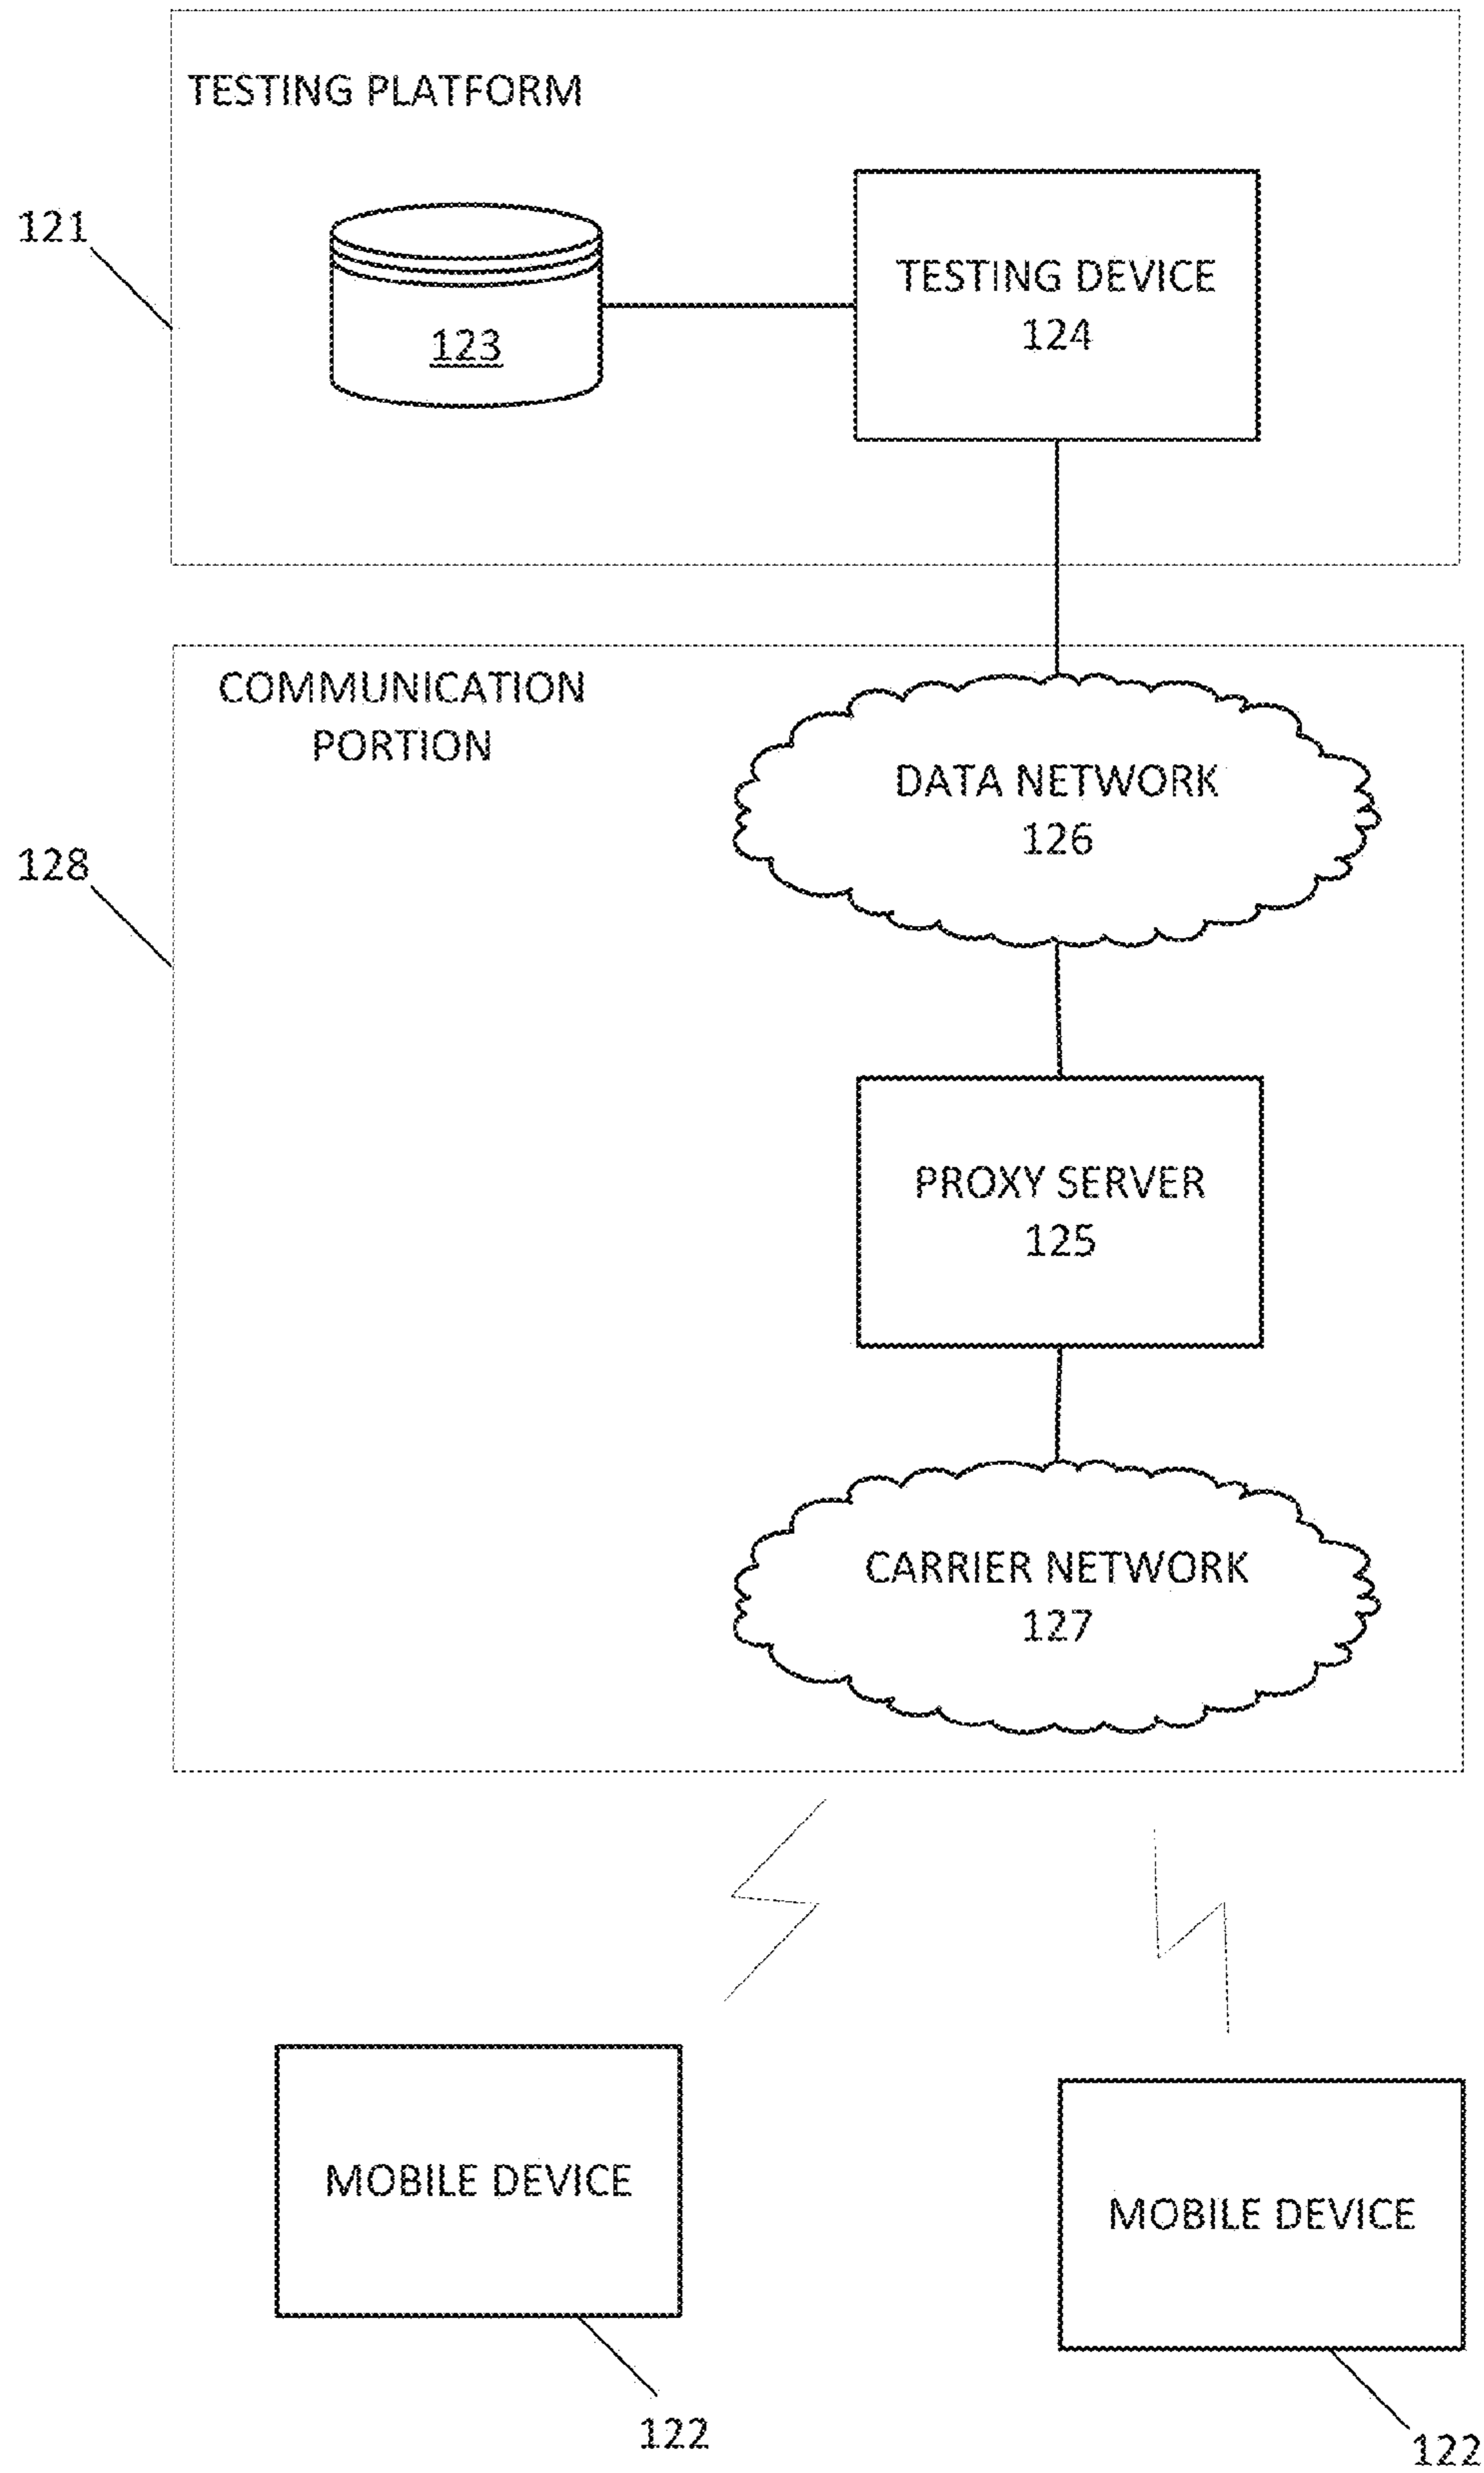 TESTING PLATFORM
121
123
TESTING DEVICE
124
COMMUNICATION
PORTION
128
DATA NETWORK
126
PROXY SERVER
125
CARRIER NETWORK
127
MOBILE DEVICE
MOBILE DEVICE
122
122